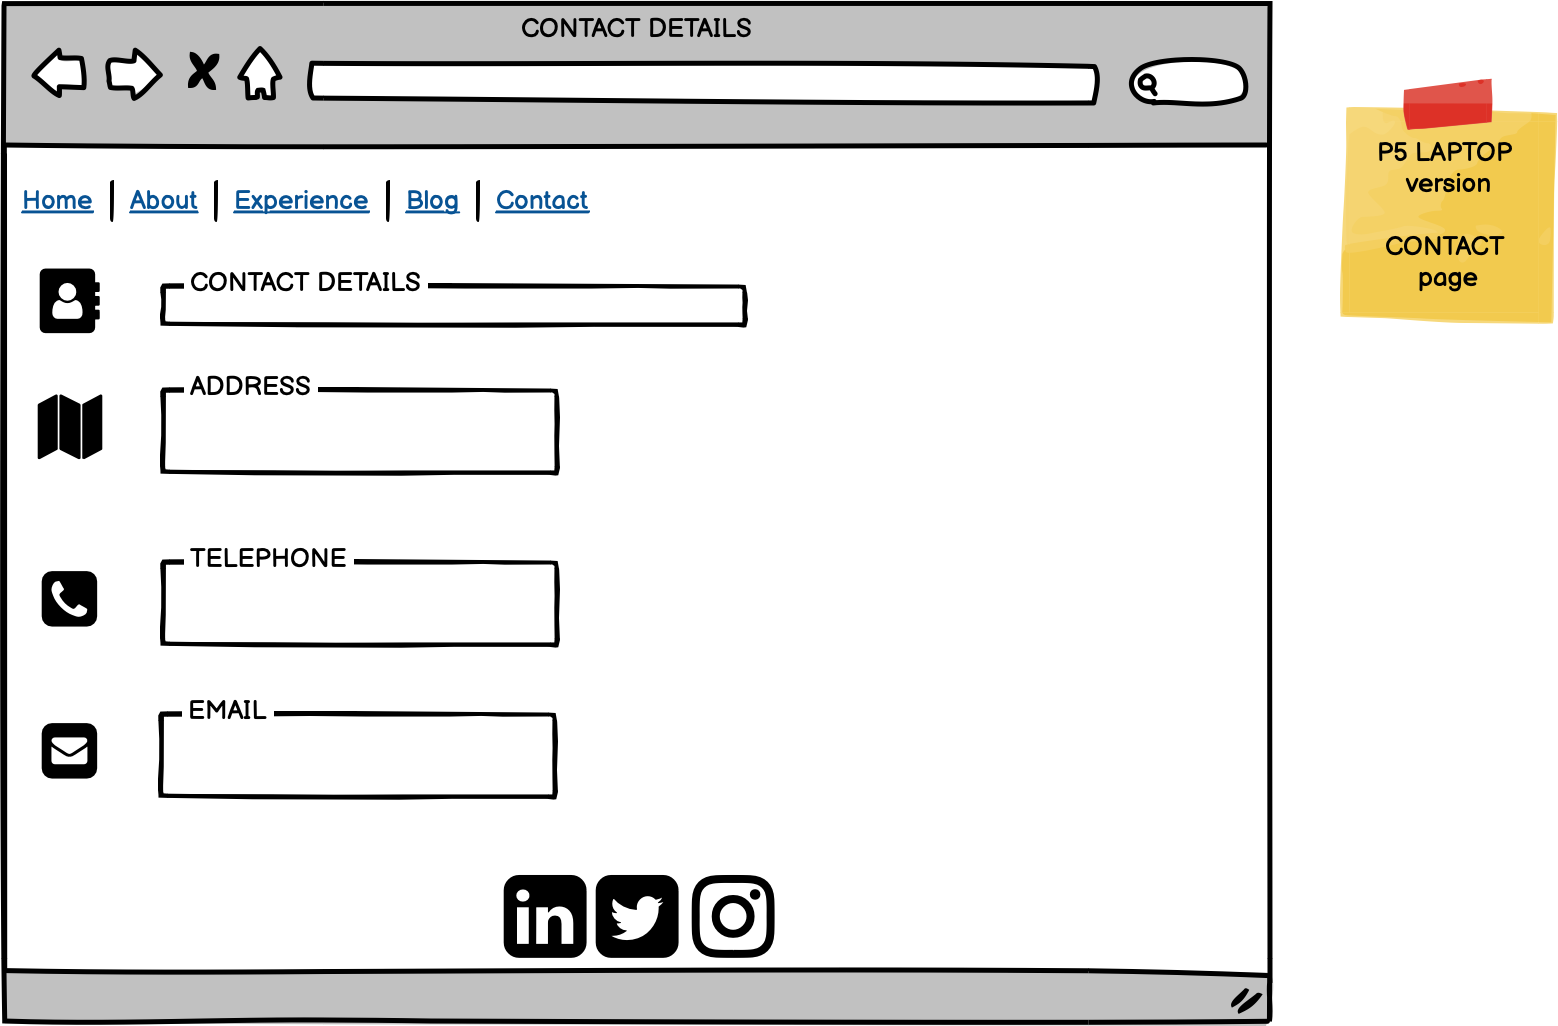 CONTACT DETAILS
Home About Experience Blog Contact
CONTACT DETAILS
ADDRESS
TELEPHONE
EMAIL
in
P5 LAPTOP
version
CONTACT
page